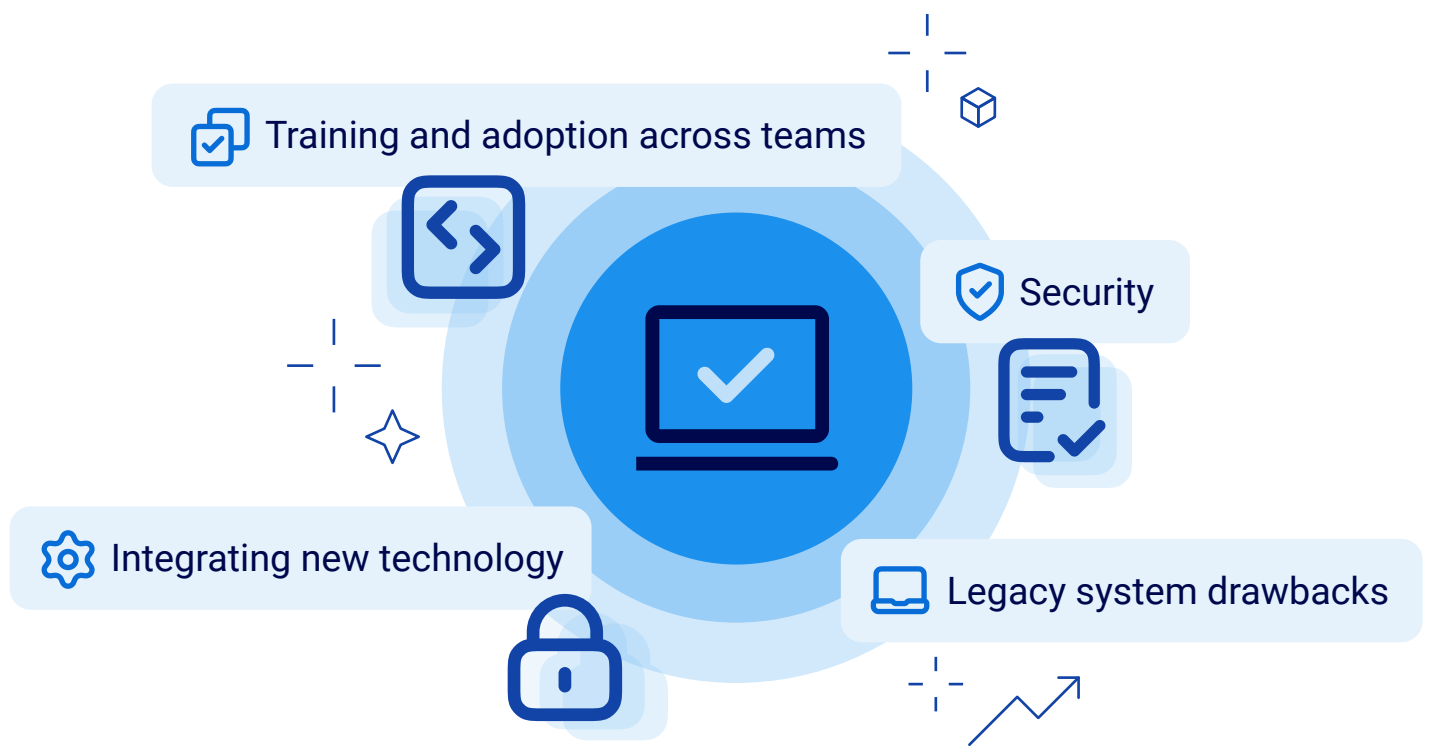 Training and adoption across teams
Security
Integrating new technology
Legacy system drawbacks